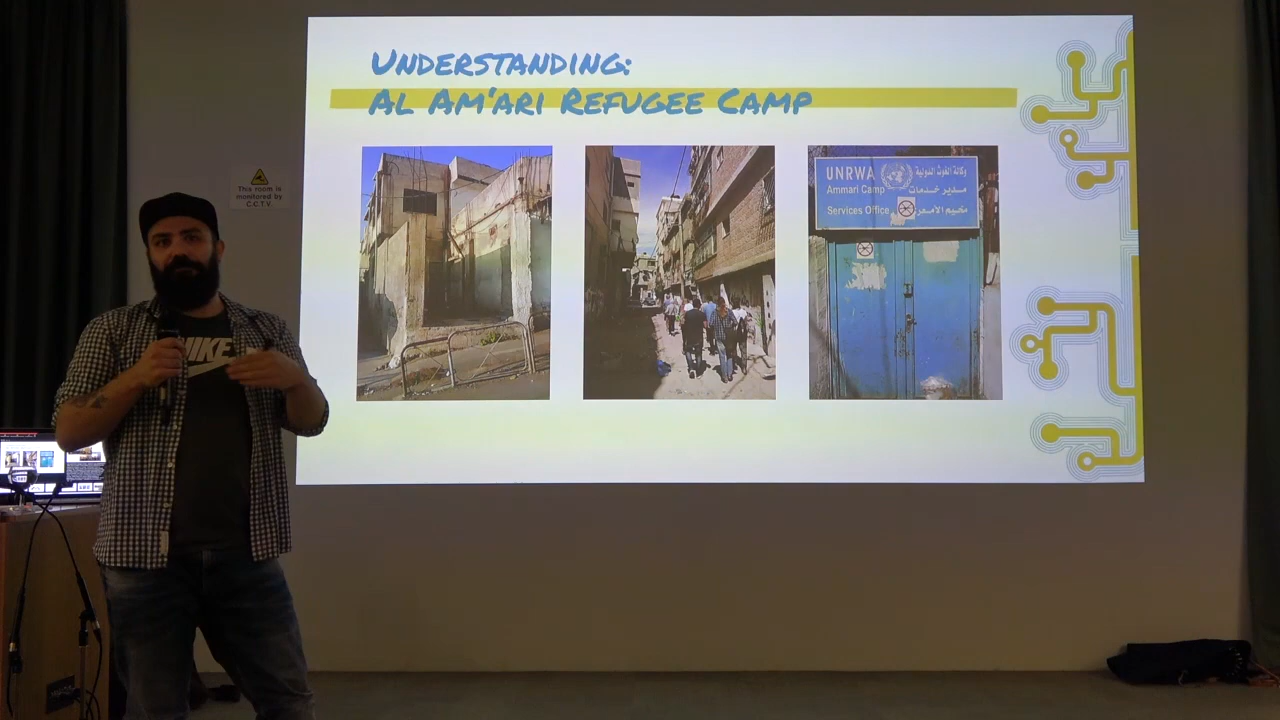 UNDERSTANDING:
AL AM'ARI REFUGEE CAMP
This room is
monitored by
C.C.T.V.
NIKE
UNRWA
وكالة الغوث الدولية
Ammari Camp
مدير خدمات
Services Office
مخيم الأمعري